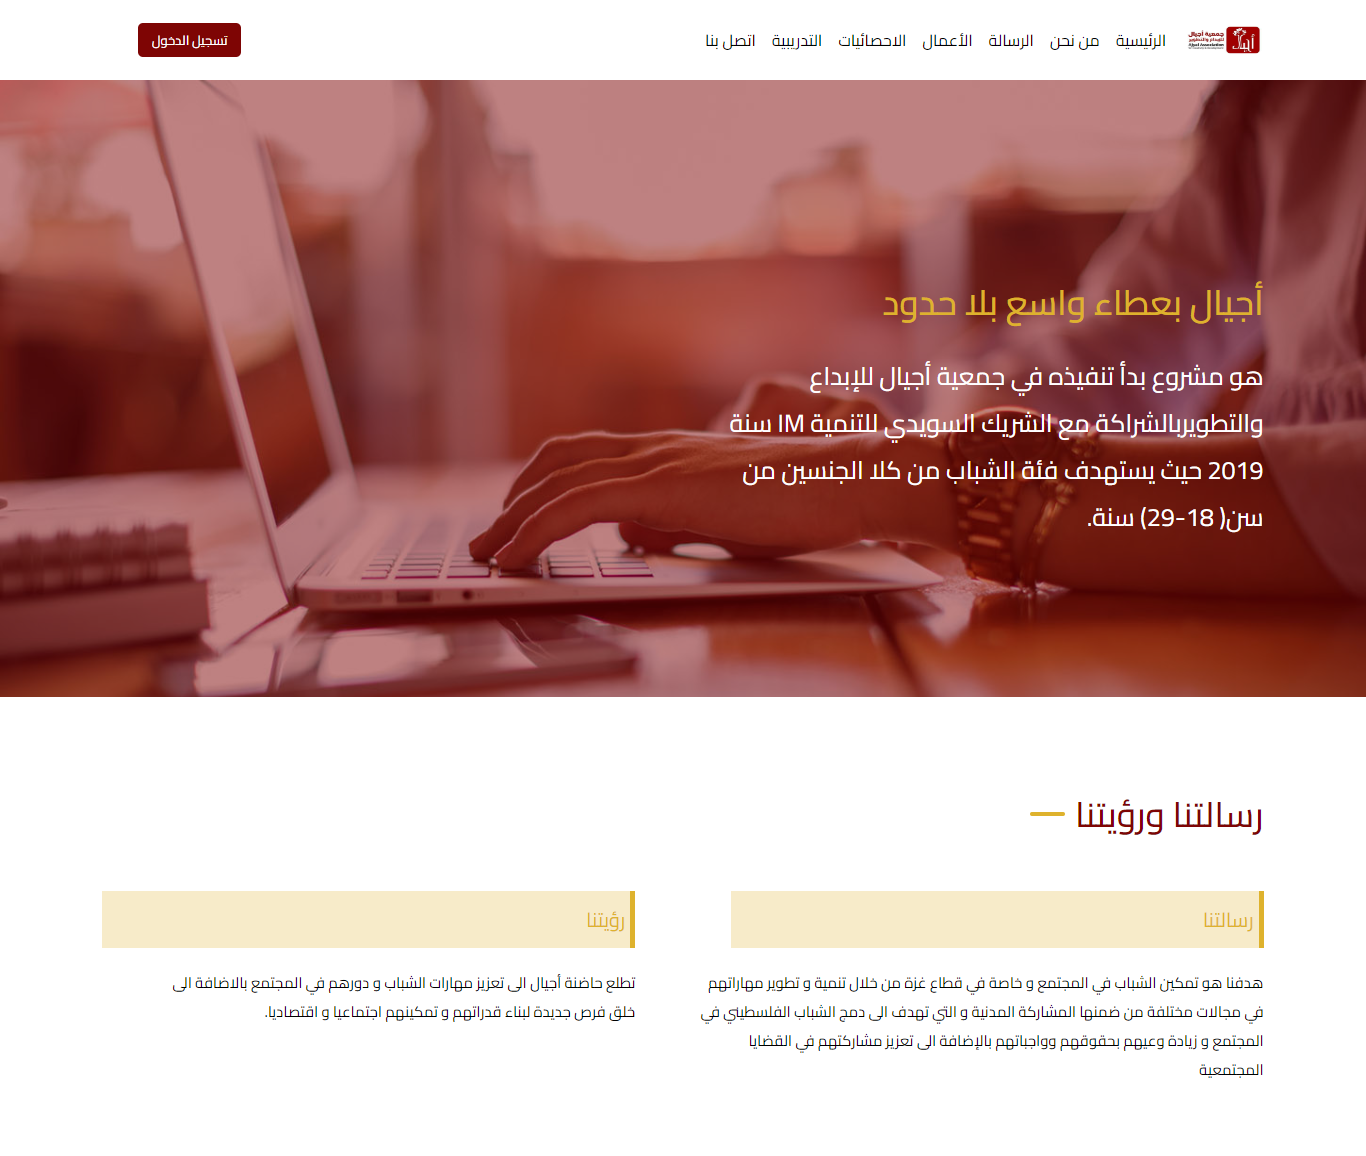 جمعية أجيال
للإبداع والتطوير
Ajyal Association
أجيال
الرئيسية من نحن الرسالة الأعمال الاحصائيات التدريبية اتصل بنا
تسجيل الدخول
أجيال بعطاء واسع بلا حدود
هو مشروع بدأ تنفيذه في جمعية أجيال للإبداع
والتطويربالشراكة مع الشريك السويدي للتنمية IM سنة
2019 حيث يستهدف فئة الشباب من كلا الجنسين من
سن( 18-29) سنة.
رسالتنا ورؤيتنا
رسالتنا
هدفنا هو تمكين الشباب في المجتمع و خاصة في قطاع غزة من خلال تنمية و تطوير مهاراتهم
في مجالات مختلفة من ضمنها المشاركة المدنية و التي تهدف الى دمج الشباب الفلسطيني في
المجتمع و زيادة وعيهم بحقوقهم وواجباتهم بالإضافة الى تعزيز مشاركتهم في القضايا
المجتمعية
رؤيتنا
تطلع حاضنة أجيال الى تعزيز مهارات الشباب و دورهم في المجتمع بالاضافة الى
خلق فرص جديدة لبناء قدراتهم و تمكينهم اجتماعيا و اقتصاديا.